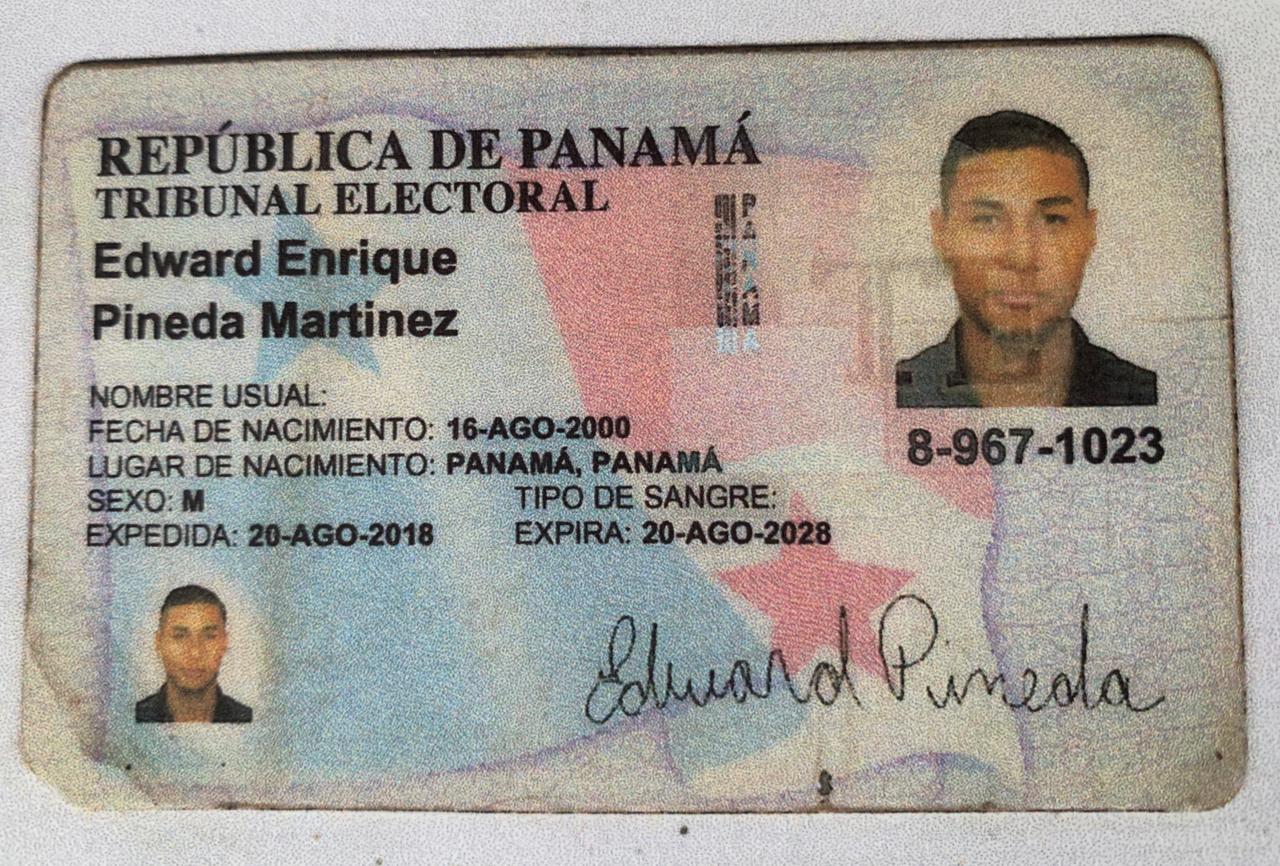 REPÚBLICA DE PANAMÁ
TRIBUNAL ELECTORAL
Edward Enrique
Pineda Martinez
PANAMÁ
NOMBRE USUAL:
FECHA DE NACIMIENTO: 16-AGO-2000
LUGAR DE NACIMIENTO: PANAMÁ, PANAMÁ
SEXO: M TIPO DE SANGRE:
EXPEDIDA: 20-AGO-2018 EXPIRA: 20-AGO-2028
8-967-1023
Edward Pineda